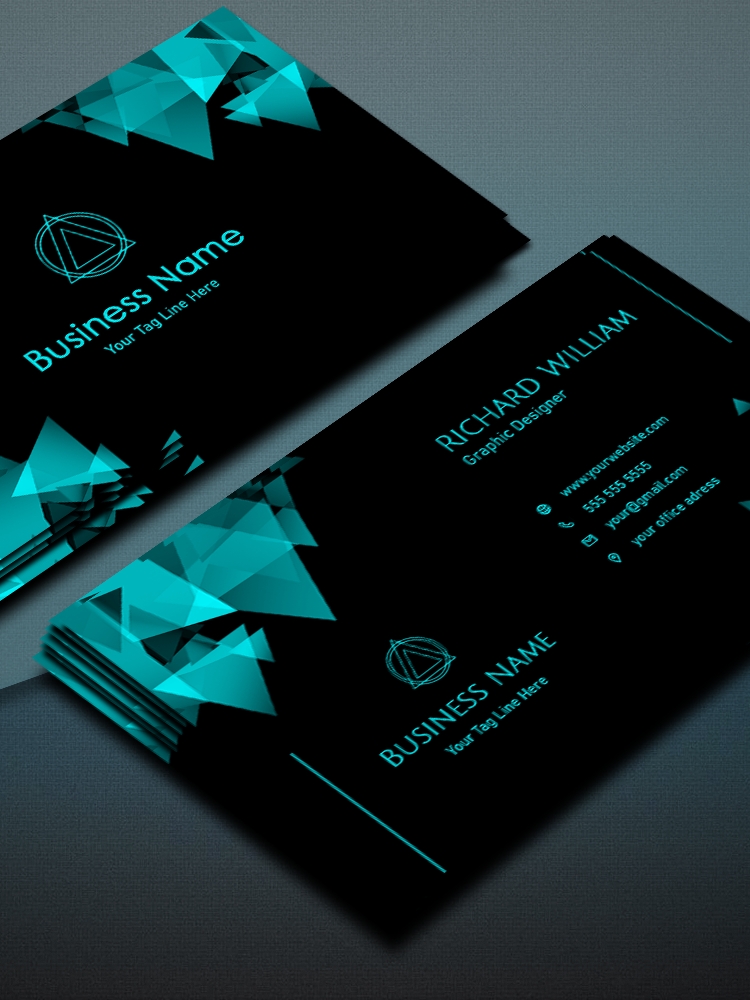 Business Name
Your Tag Line Here
RICHARD WILLIAM
Graphic Designer
www.yourwebsite.com
555 555 5555
your@gmail.com
your office adress
BUSINESS NAME
Your Tag Line Here